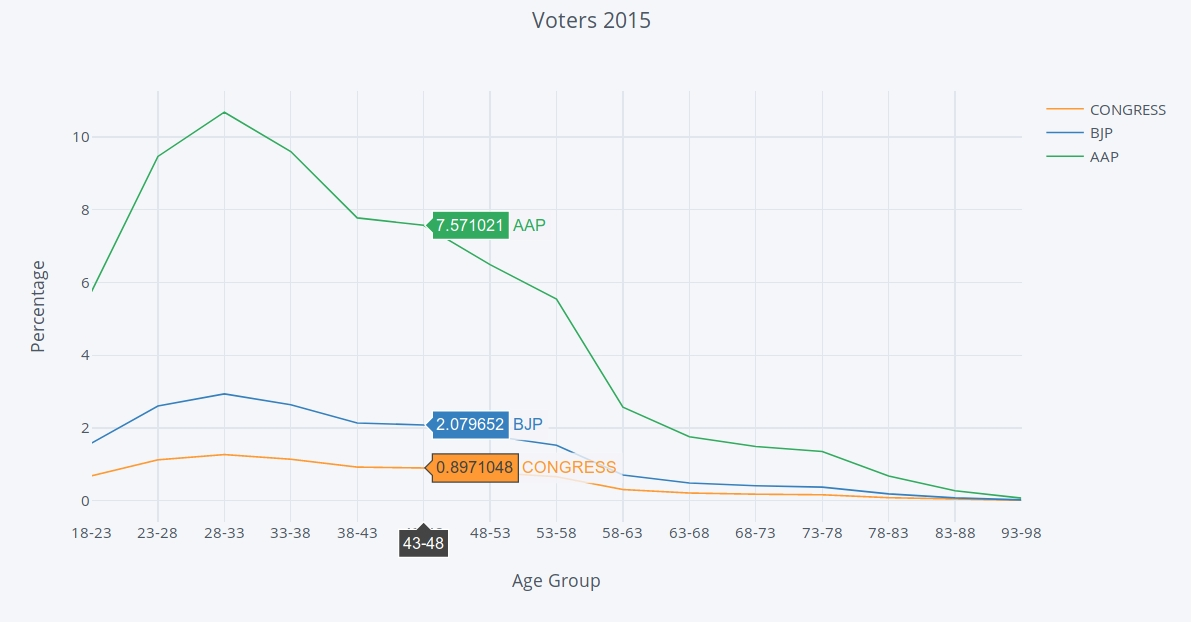 Voters 2015
CONGRESS
BJP
AAP
10
8
6
4
2
0
Percentage
7.571021 AAP
2.079652 BJP
0.8971048 CONGRESS
18-23 23-28 28-33 33-38 38-43 48-53 53-58 58-63 63-68 68-73 73-78 78-83 83-88 93-98
43-48
Age Group